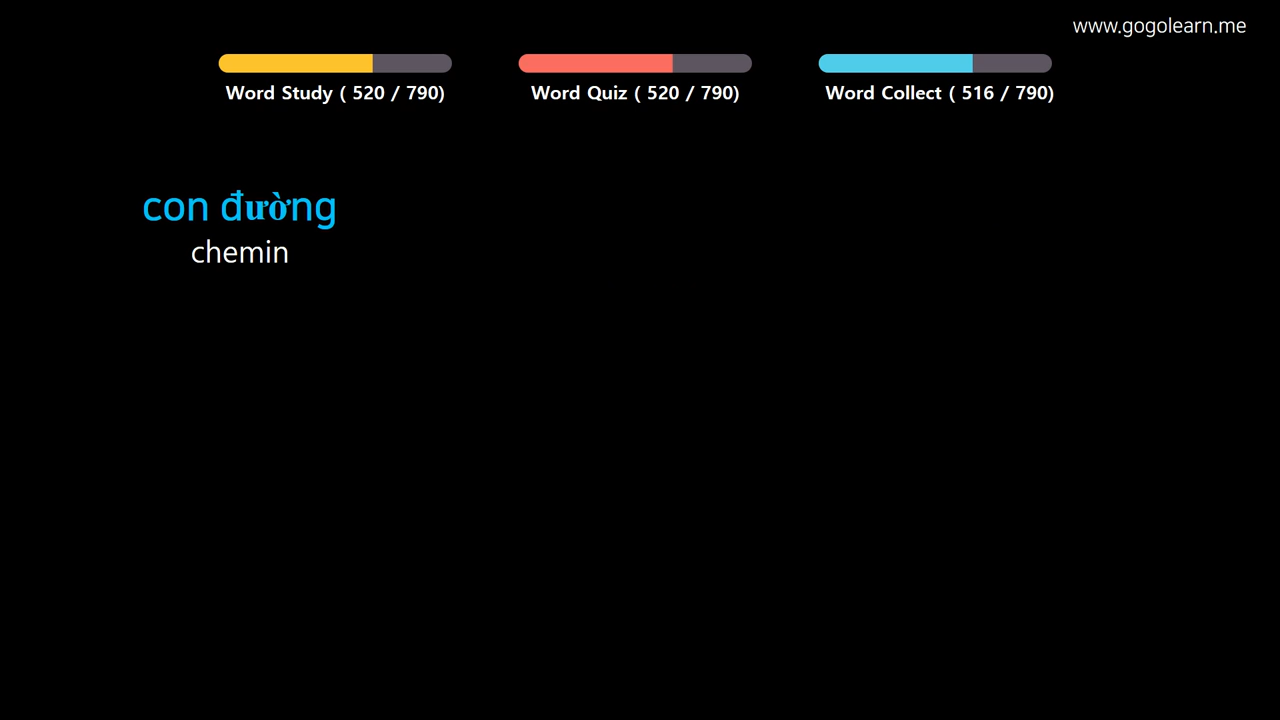 www.gogolearn.me
Word Study ( 520 / 790)
Word Quiz ( 520 / 790)
Word Collect ( 516 / 790)
con đường
chemin